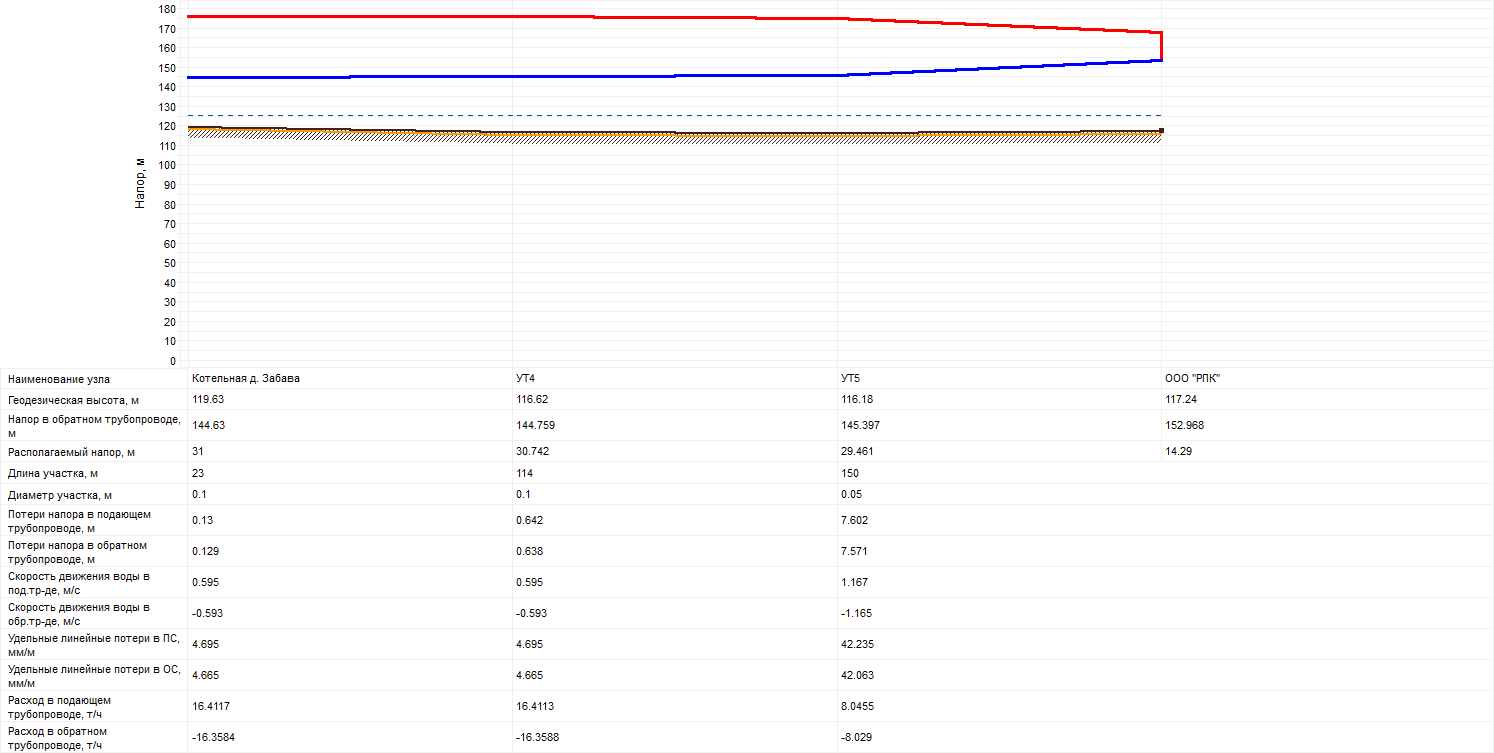 180
170
160
150
140
130
120
110
100
90
80
70
60
50
40
30
20
10
0
Напор, м
Наименование узла Котельная д. Забава УТ4 УТ5 ООО "РПК"
Геодезическая высота, м 119.63 116.62 116.18 117.24
Напор в обратном трубопроводе,
м 144.63 144.759 145.397 152.968
Располагаемый напор, м 31 30.742 29.461 14.29
Длина участка, м 23 114 150
Диаметр участка, м 0.1 0.1 0.05
Потери напора в подающем
трубопроводе, м 0.13 0.642 7.602
Потери напора в обратном
трубопроводе, м 0.129 0.638 7.571
Скорость движения воды в
под.тр-де, м/с 0.595 0.595 1.167
Скорость движения воды в
обр.тр-де, м/с -0.593 -0.593 -1.165
Удельные линейные потери в ПС,
мм/м 4.695 4.695 42.235
Удельные линейные потери в ОС,
мм/м 4.665 4.665 42.063
Расход в подающем
трубопроводе, т/ч 16.4117 16.4113 8.0455
Расход в обратном
трубопроводе, т/ч -16.3584 -16.3588 -8.029